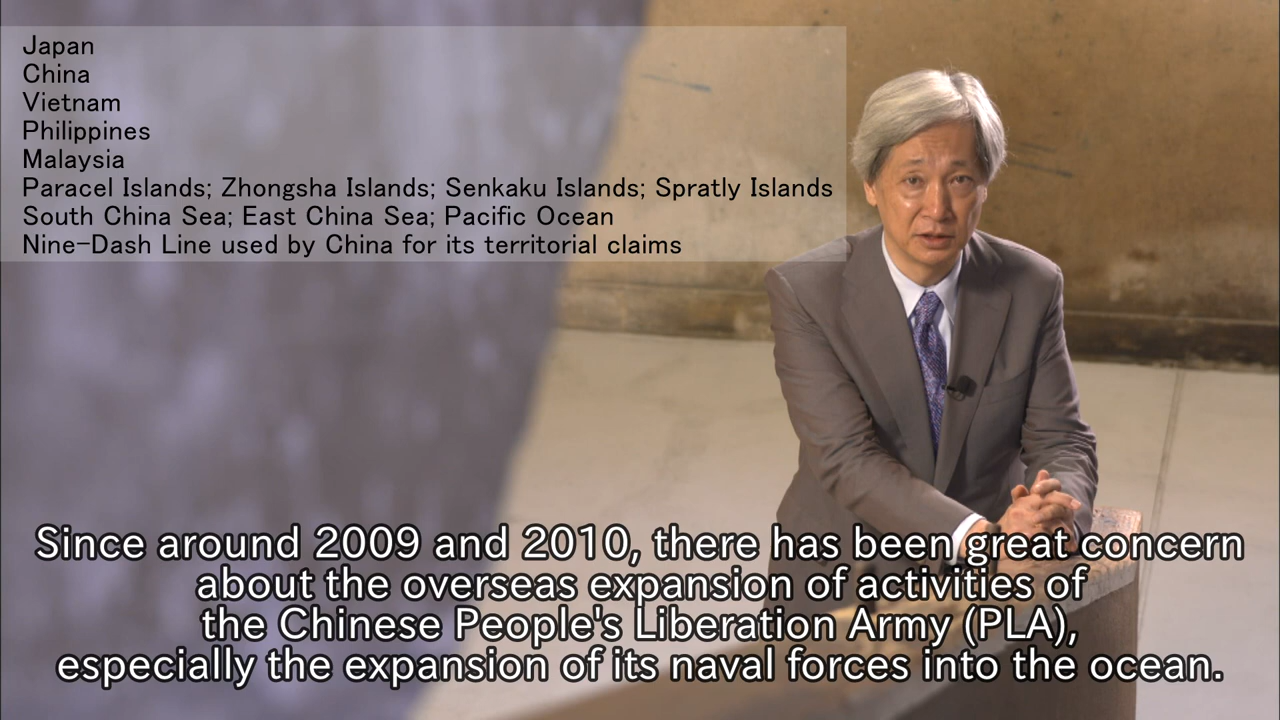 Japan
China
Vietnam
Philippines
Malaysia
Paracel Islands; Zhongsha Islands; Senkaku Islands; Spratly Islands
South China Sea; East China Sea; Pacific Ocean
Nine-Dash Line used by China for its territorial claims
Since around 2009 and 2010, there has been great concern
about the overseas expansion of activities of
the Chinese People's Liberation Army (PLA),
especially the expansion of its naval forces into the ocean.